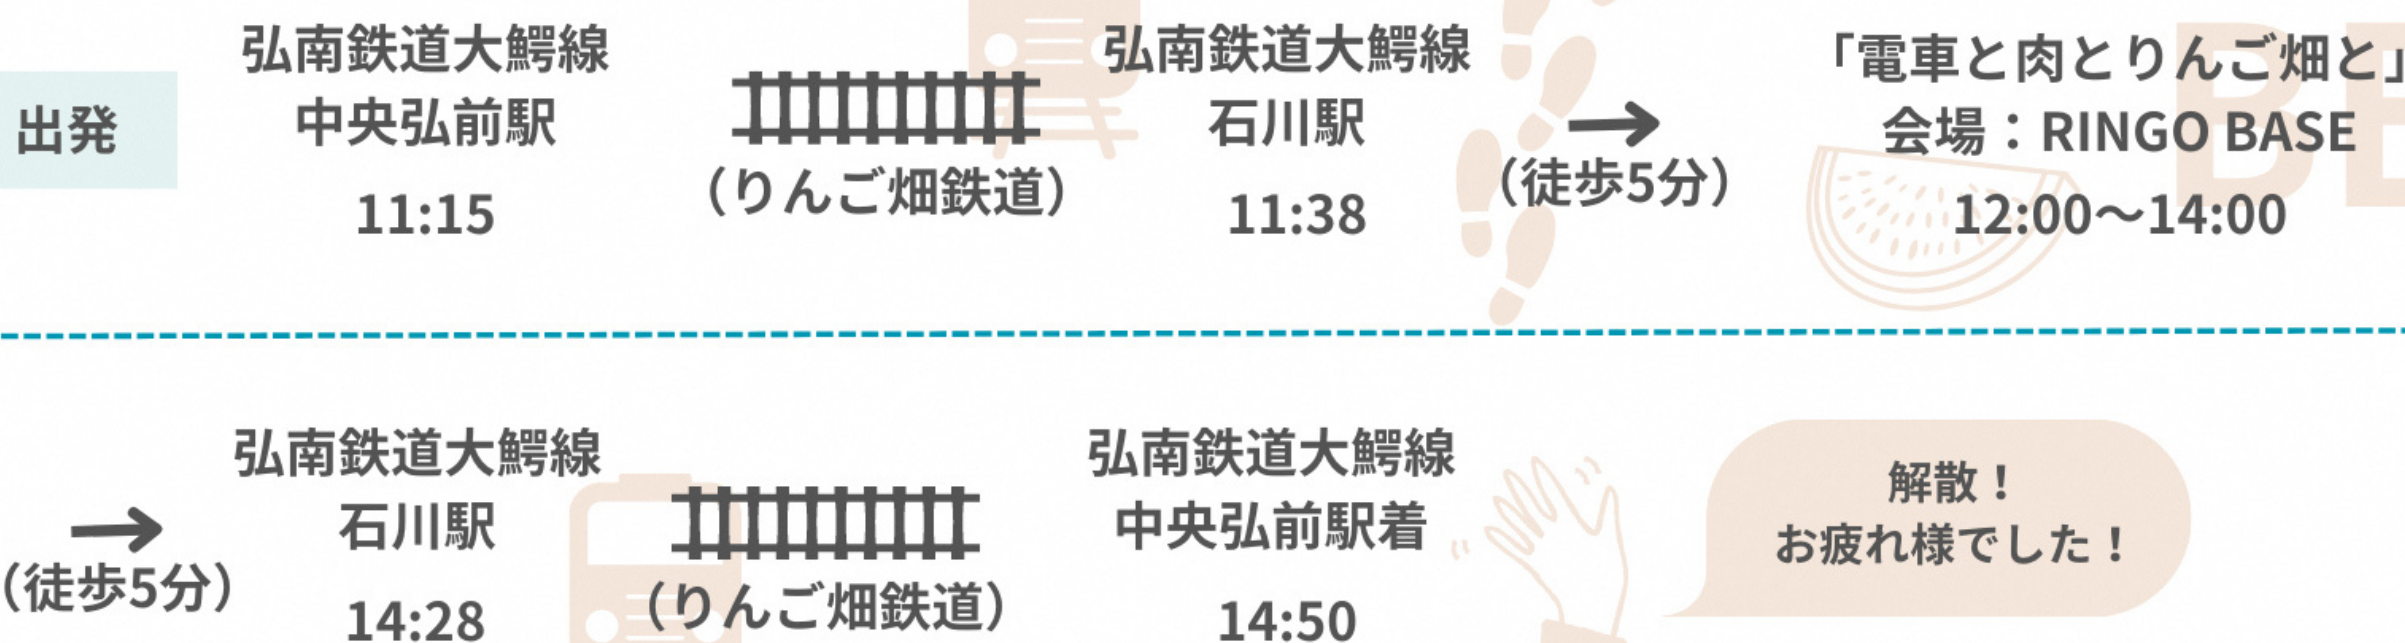 出発
弘南鉄道大鰐線
中央弘前駅
11:15
（りんご畑鉄道）
弘南鉄道大鰐線
石川駅
11:38
（徒歩5分）
「電車と肉とりんご畑と」
会場：RINGO BASE
12:00〜14:00
（徒歩5分）
弘南鉄道大鰐線
石川駅
14:28
（りんご畑鉄道）
弘南鉄道大鰐線
中央弘前駅着
14:50
解散！
お疲れ様でした！